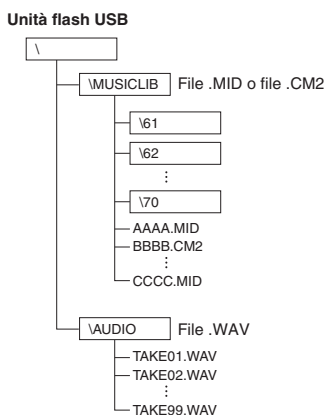 Unità flash USB
\
\MUSICLIB File .MID o file .CM2
\61
\62
⋮
\70
AAAA.MID
BBBB.CM2
⋮
CCCC.MID
\AUDIO File .WAV
TAKE01.WAV
TAKE02.WAV
⋮
TAKE99.WAV